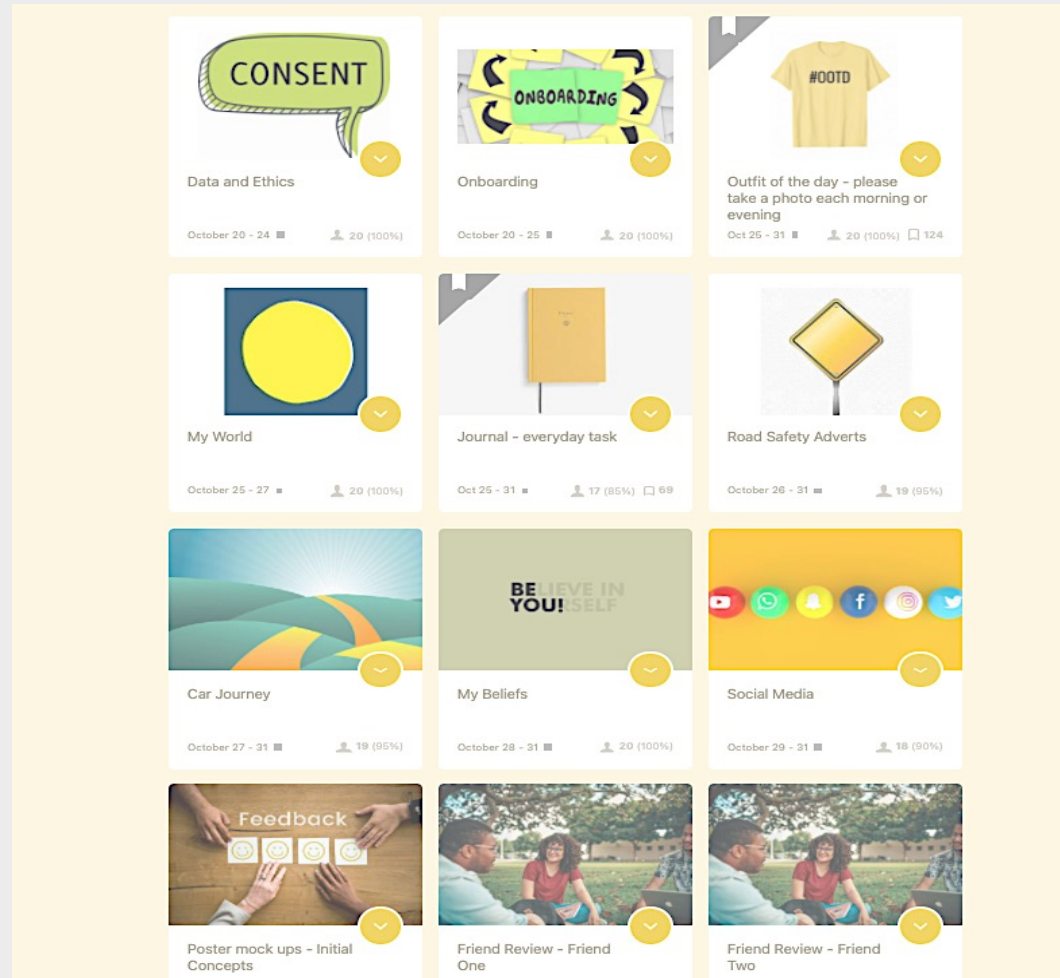 CONSENT
Data and Ethics
October 20 - 24
20 (100%)
ONBOARDING
Onboarding
October 20 - 25
20 (100%)
#OOTD
Outfit of the day - please
take a photo each morning or
evening
Oct 25 - 31
20 (100%)
124
My World
October 25 - 27
20 (100%)
Journal - everyday task
Oct 25 - 31
17 (85%)
69
Road Safety Adverts
October 26 - 31
19 (95%)
Car Journey
October 27 - 31
19 (95%)
BELIEVE IN
YOU!RSELF
My Beliefs
October 28 - 31
20 (100%)
f
Social Media
October 29 - 31
18 (90%)
Feedback
Poster mock ups - Initial
Concepts
Friend Review - Friend
One
Friend Review - Friend
Two